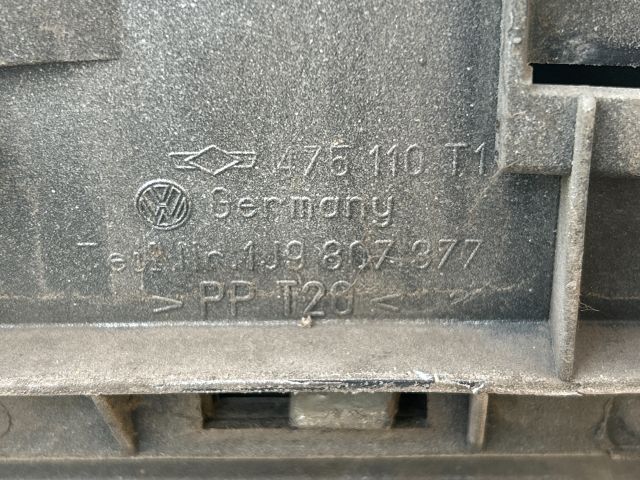 475 110 T1
Germany
Teil.Nr.1J9 807 377
> PP T20 <